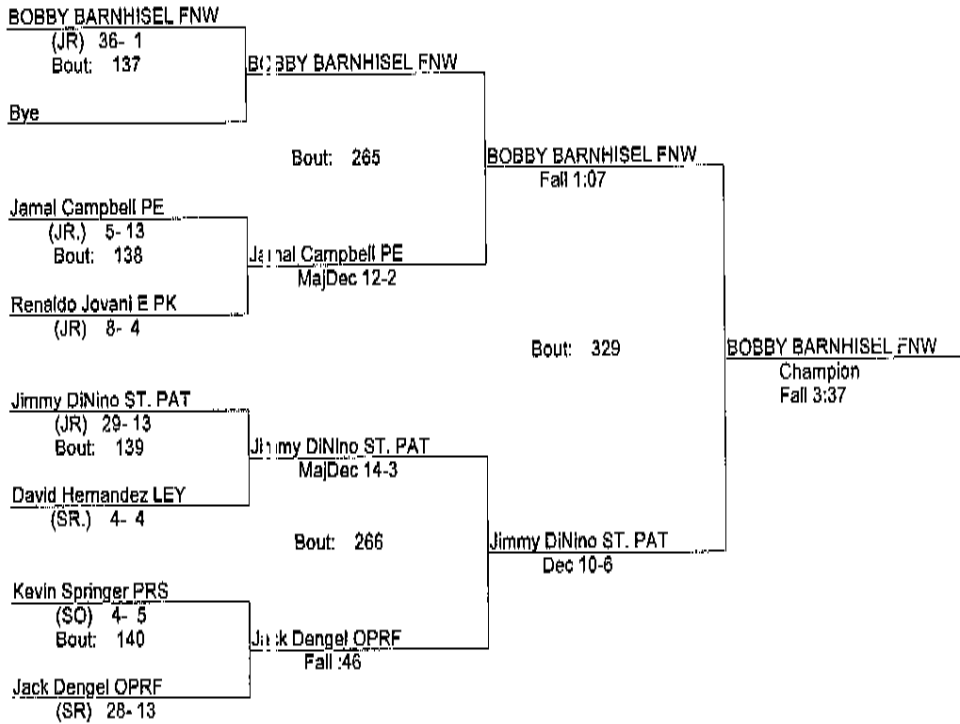 BOBBY BARNHISEL FNW
(JR) 36- 1
Bout: 137
Bye
BOBBY BARNHISEL FNW
Bout: 265
Jamal Campbell PE
(JR.) 5- 13
Bout: 138
Renaldo Jovani E PK
(JR) 8- 4
Jamal Campbell PE
MajDec 12-2
BOBBY BARNHISEL FNW
Fall 1:07
Jimmy DiNino ST. PAT
(JR) 29- 13
Bout: 139
David Hernandez LEY
(SR.) 4- 4
Jimmy DiNino ST. PAT
MajDec 14-3
Bout: 266
Kevin Springer PRS
(SO) 4- 5
Bout: 140
Jack Dengel OPRF
(SR) 28- 13
Jack Dengel OPRF
Fall :46
Jimmy DiNino ST. PAT
Dec 10-6
Bout: 329
BOBBY BARNHISEL FNW
Champion
Fall 3:37